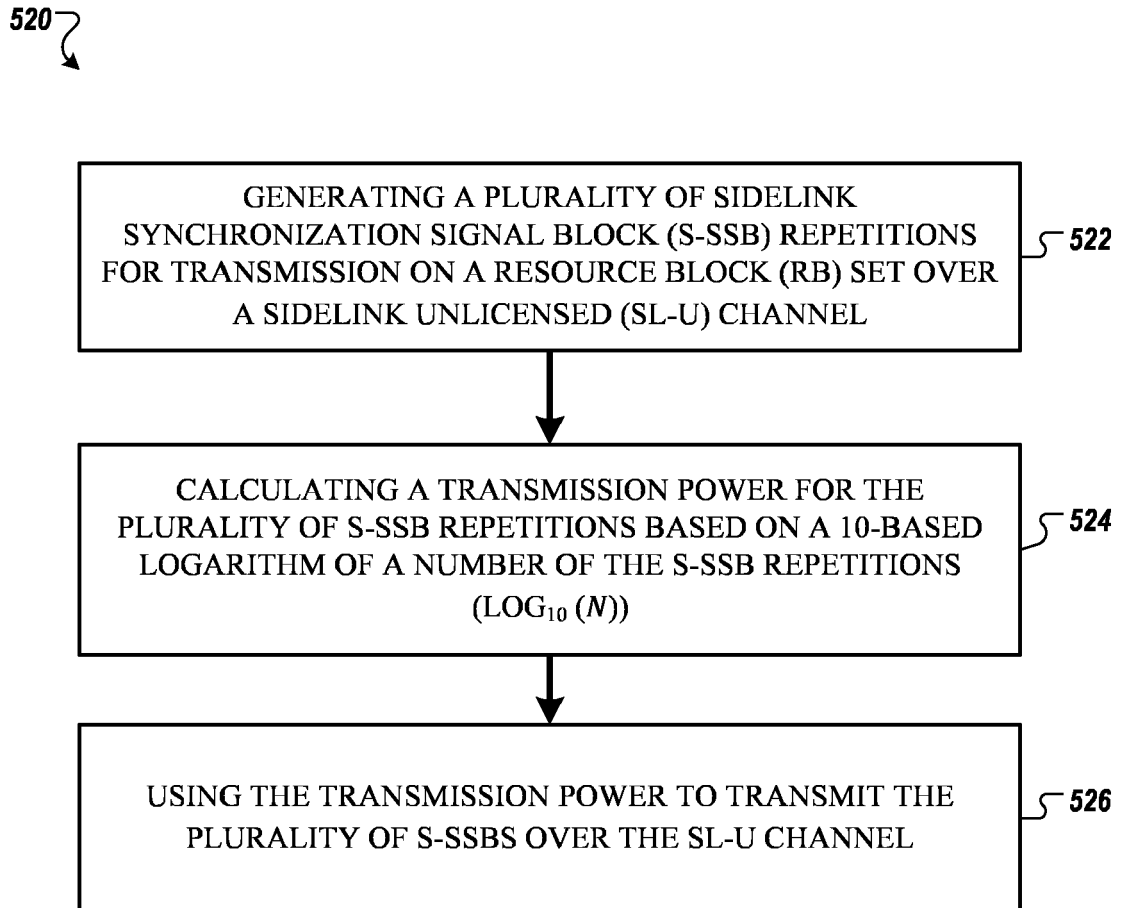 520
GENERATING A PLURALITY OF SIDELINK
SYNCHRONIZATION SIGNAL BLOCK (S-SSB) REPETITIONS
FOR TRANSMISSION ON A RESOURCE BLOCK (RB) SET OVER
A SIDELINK UNLICENSED (SL-U) CHANNEL
522
CALCULATING A TRANSMISSION POWER FOR THE
PLURALITY OF S-SSB REPETITIONS BASED ON A 10-BASED
LOGARITHM OF A NUMBER OF THE S-SSB REPETITIONS
(LOG₁₀ (N))
524
USING THE TRANSMISSION POWER TO TRANSMIT THE
PLURALITY OF S-SSBS OVER THE SL-U CHANNEL
526